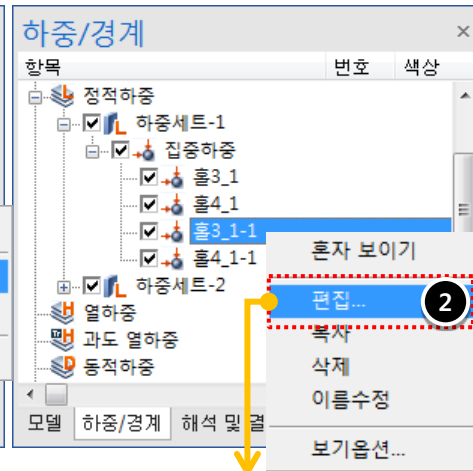 하중/경계 ×
항목 번호 색상
정적하중
하중세트-1
집중하중
홀3_1
홀4_1
홀3_1-1
홀4_1-1
하중세트-2
열하중
과도 열하중
동적하중
모델 하중/경계 해석 및 결
혼자 보이기
편집... 2
복사
삭제
이름수정
보기옵션...